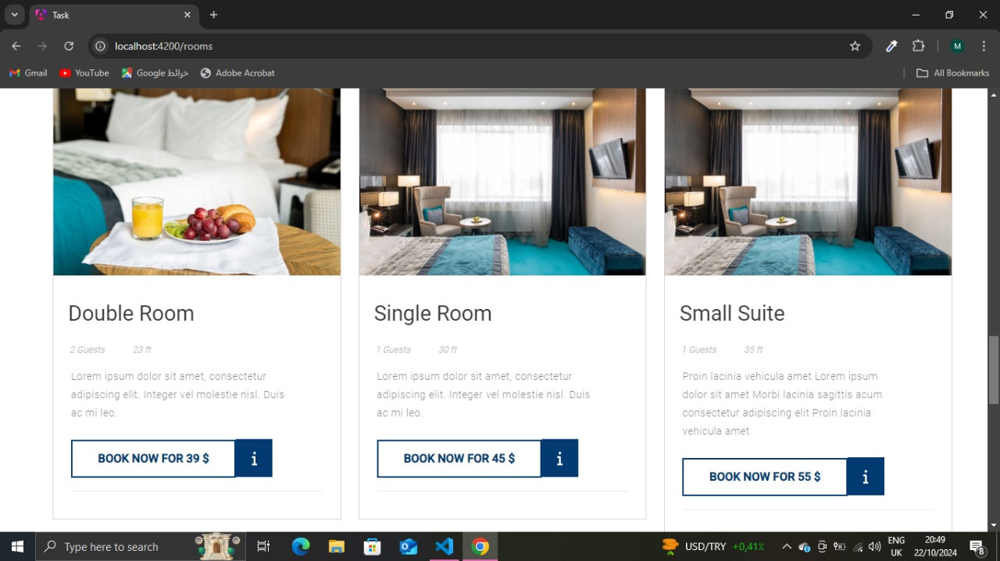 Task
localhost:4200/rooms
M
Gmail
YouTube
خرائط Google
Adobe Acrobat
All Bookmarks
Double Room
2 Guests 23 ft
Lorem ipsum dolor sit amet, consectetur
adipiscing elit. Integer vel molestie nisl. Duis
ac mi leo.
BOOK NOW FOR 39 $
i
Single Room
1 Guests 30 ft
Lorem ipsum dolor sit amet, consectetur
adipiscing elit. Integer vel molestie nisl. Duis
ac mi leo.
BOOK NOW FOR 45 $
i
Small Suite
1 Guests 35 ft
Proin lacinia vehicula amet Lorem ipsum
dolor sit amet Morbi lacinia sagittis acum
consectetur adipiscing elit Proin lacinia
vehicula amet
BOOK NOW FOR 55 $
i
Type here to search
USD/TRY +0,41%
ENG
UK
20:49
22/10/2024
8